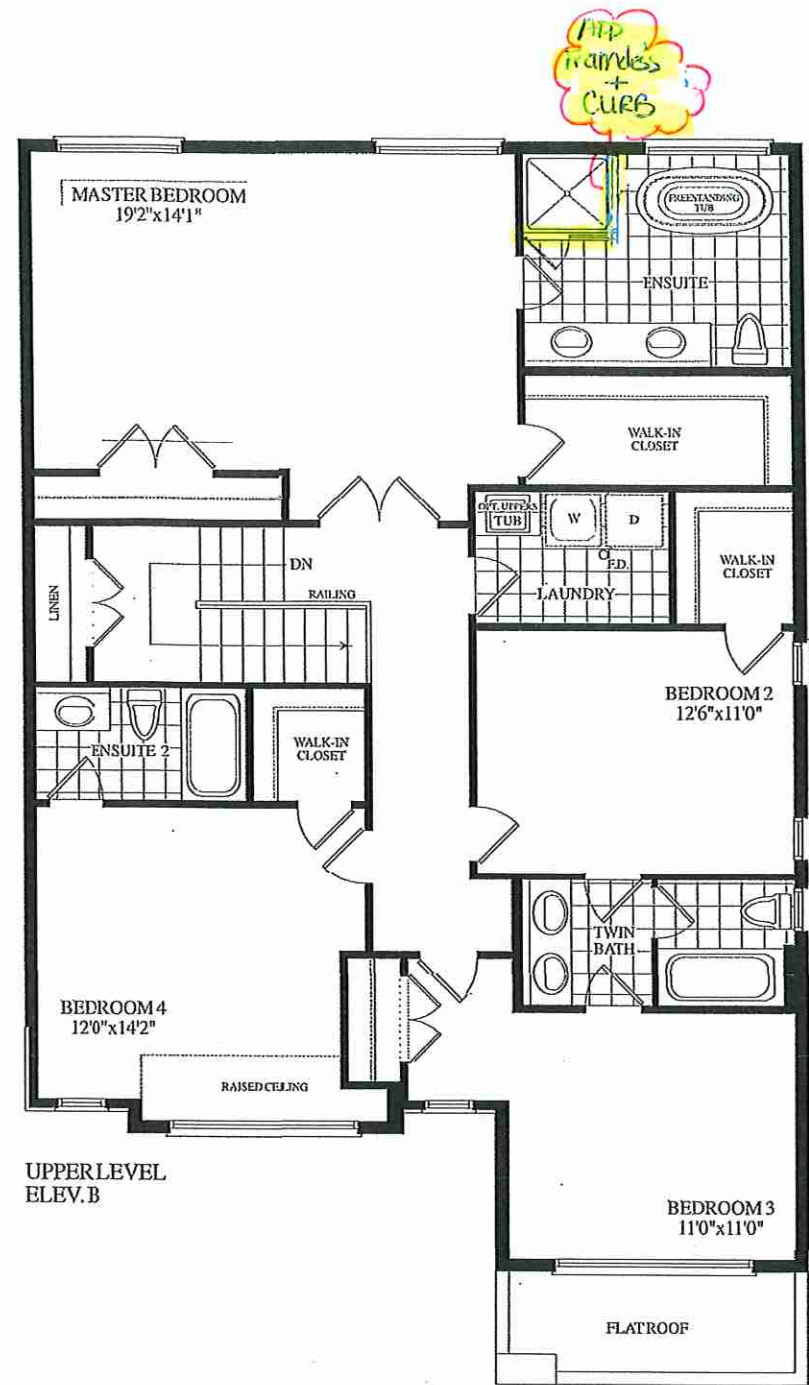 frameless
+
CURB
MASTER BEDROOM
19'2"x14'1"
FREESTANDING
TUB
ENSUITE
WALK-IN
CLOSET
OPT. UPPERS
TUB
W
D
F.D.
LAUNDRY
WALK-IN
CLOSET
DN
RAILING
LINEN
BEDROOM 2
12'6"x11'0"
ENSUITE 2
WALK-IN
CLOSET
TWIN
BATH
BEDROOM 4
12'0"x14'2"
RAISED CEILING
UPPER LEVEL
ELEV. B
BEDROOM 3
11'0"x11'0"
FLAT ROOF